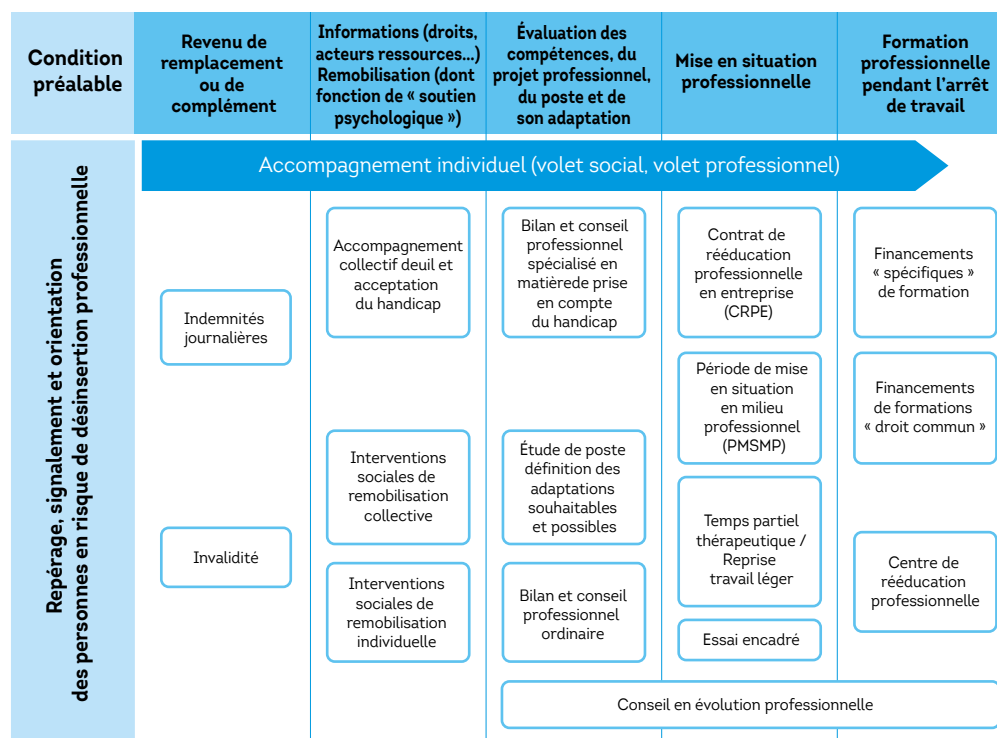 Condition
préalable
Revenu de
remplacement
ou de
complément
Informations (droits,
acteurs ressources...)
Remobilisation (dont
fonction de « soutien
psychologique »)
Évaluation des
compétences, du
projet professionnel,
du poste et de
son adaptation
Mise en situation
professionnelle
Formation
professionnelle
pendant l'arrêt
de travail
Repérage, signalement et orientation
des personnes en risque de désinsertion professionnelle
Accompagnement individuel (volet social, volet professionnel)
Indemnités
journalières
Invalidité
Accompagnement
collectif deuil et
acceptation
du handicap
Interventions
sociales de
remobilisation
collective
Interventions
sociales de
remobilisation
individuelle
Bilan et conseil
professionnel
spécialisé en
matièrede prise
en compte
du handicap
Étude de poste
définition des
adaptations
souhaitables
et possibles
Bilan et conseil
professionnel
ordinaire
Contrat de
rééducation
professionnelle
en entreprise
(CRPE)
Période de mise
en situation
en milieu
professionnel
(PMSMP)
Temps partiel
thérapeutique /
Reprise
travail léger
Essai encadré
Financements
« spécifiques »
de formation
Financements
de formations
« droit commun »
Centre de
rééducation
professionnelle
Conseil en évolution professionnelle